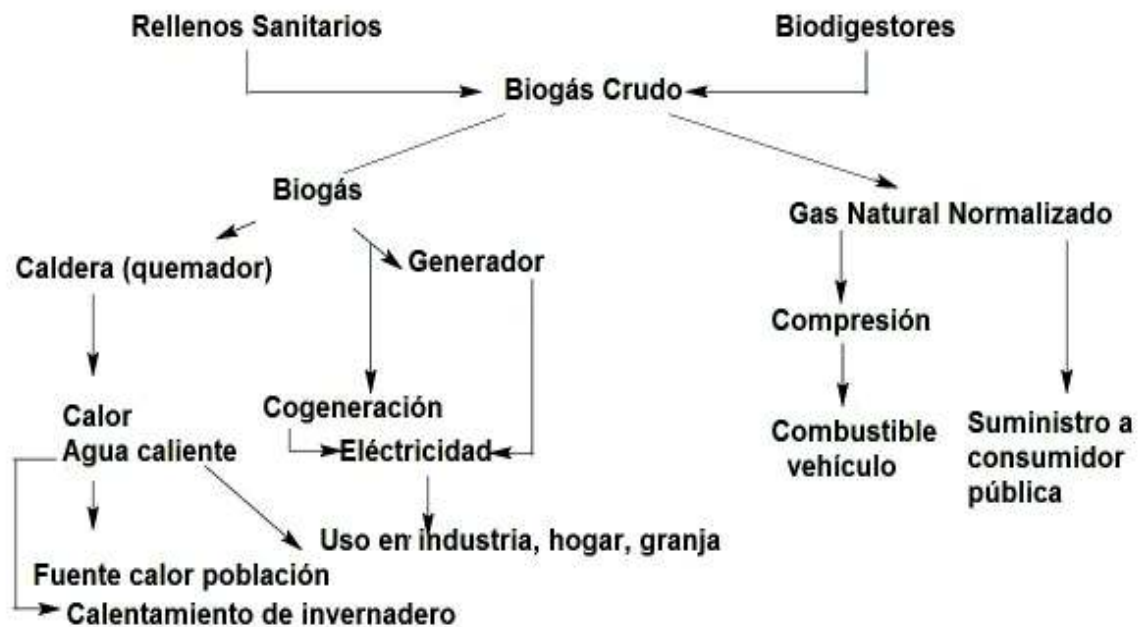 Rellenos Sanitarios
Biodigestores
Biogás Crudo
Biogás
Gas Natural Normalizado
Caldera (quemador)
Generador
Compresión
Calor
Agua caliente
Cogeneración
Eléctricidad
Combustible
vehículo
Suministro a
consumidor
pública
Uso en industria, hogar, granja
Fuente calor población
Calentamiento de invernadero